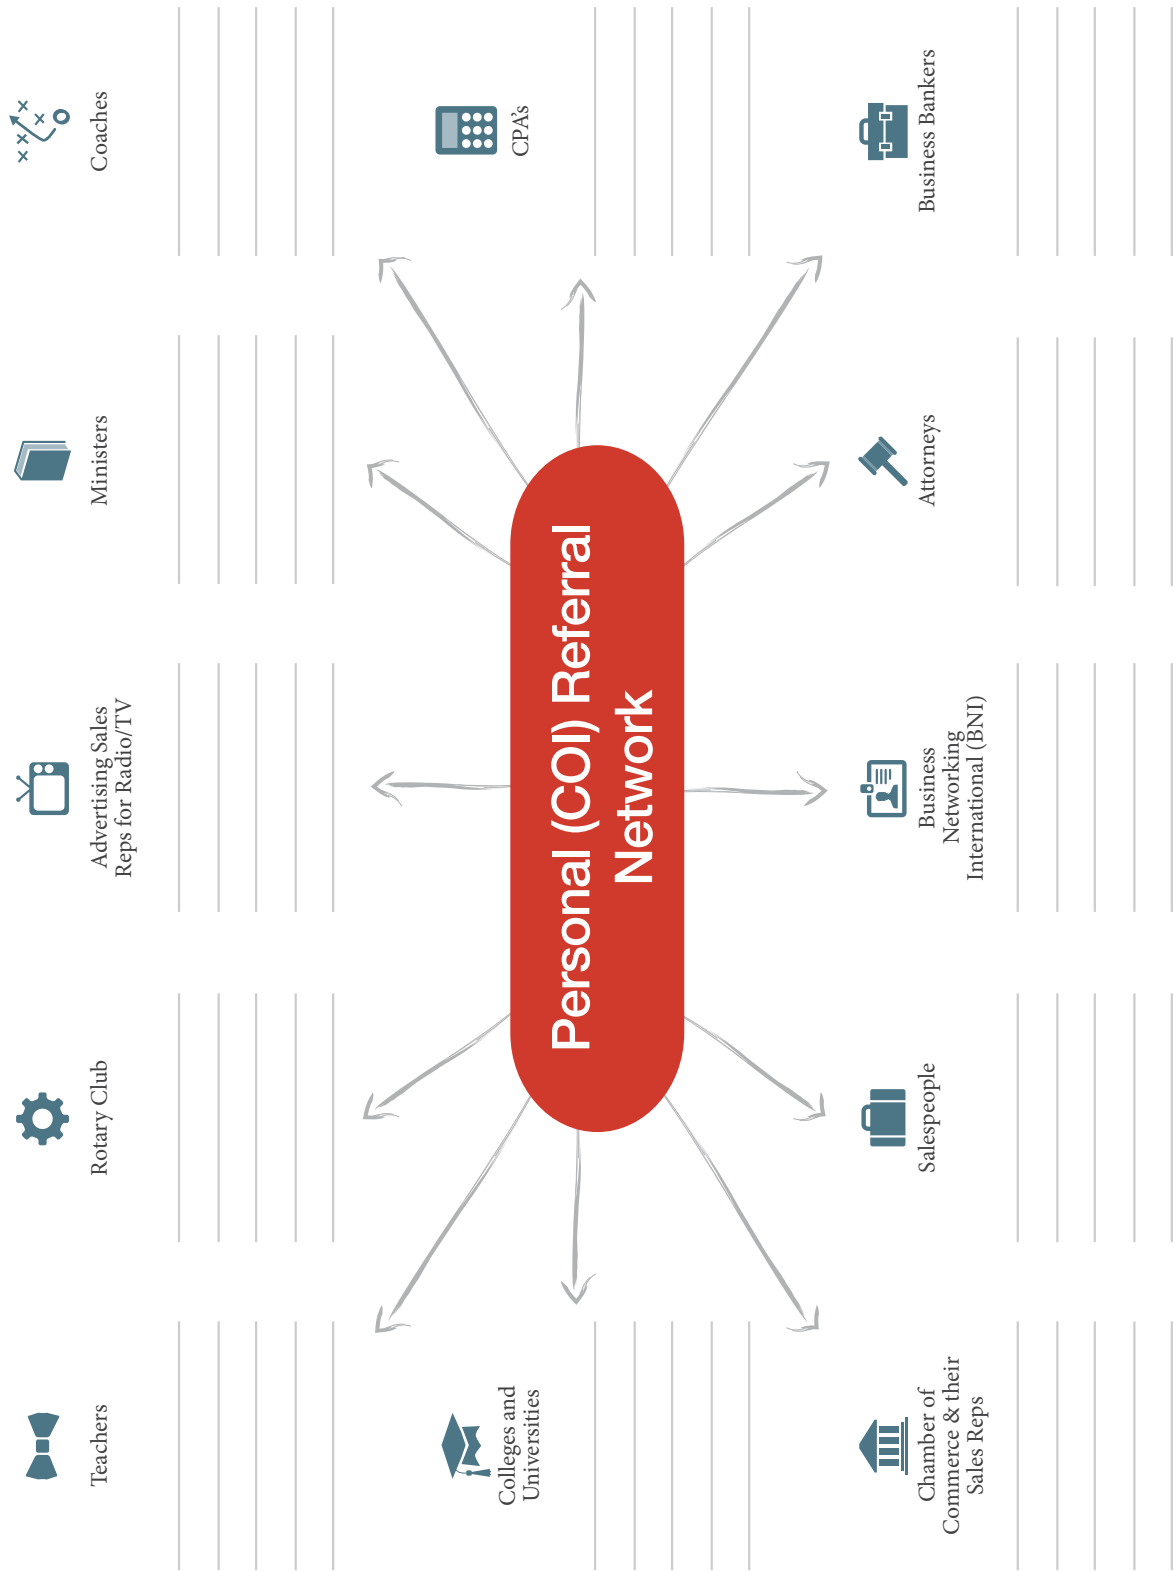 Teachers
Rotary Club
Advertising Sales
Reps for Radio/TV
Ministers
Coaches
Colleges and
Universities
Personal (COI) Referral
Network
CPA's
Chamber of
Commerce & their
Sales Reps
Salespeople
Business
Networking
International (BNI)
Attorneys
Business Bankers